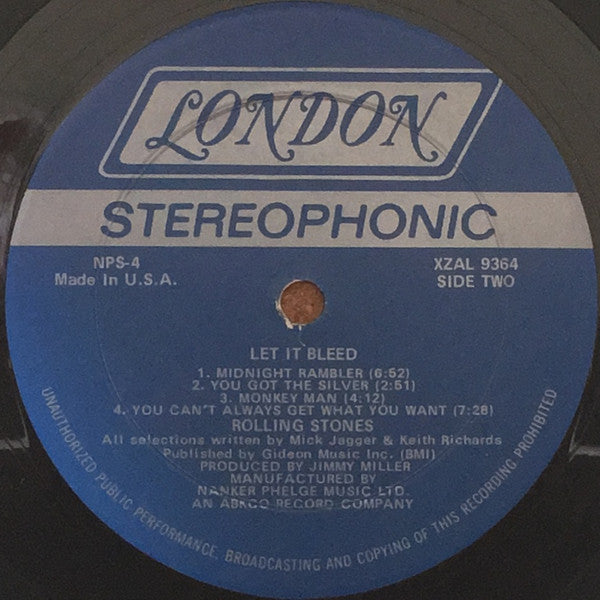 LONDON
STEREOPHONIC
NPS-4
Made In U.S.A.
XZAL 9364
SIDE TWO
LET IT BLEED
1. MIDNIGHT RAMBLER (6:52)
2. YOU GOT THE SILVER (2:51)
3. MONKEY MAN (4:12)
4. YOU CAN'T ALWAYS GET WHAT YOU WANT (7:28)
ROLLING STONES
All selections written by Mick Jagger & Keith Richards
Published by Gideon Music Inc. (BMI)
PRODUCED BY JIMMY MILLER
MANUFACTURED BY
NANKER PHELGE MUSIC LTD.
AN ABKCO RECORD COMPANY
UNAUTHORIZED PUBLIC PERFORMANCE, BROADCASTING AND COPYING OF THIS RECORDING PROHIBITED